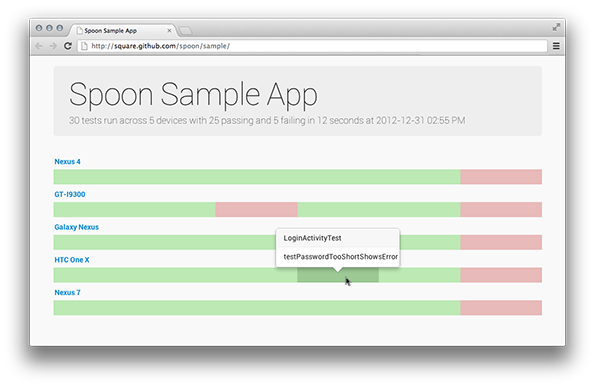 Spoon Sample App
http://square.github.com/spoon/sample/
Spoon Sample App
30 tests run across 5 devices with 25 passing and 5 failing in 12 seconds at 2012-12-31 02:55 PM
Nexus 4
GT-I9300
Galaxy Nexus
LoginActivityTest
testPasswordTooShortShowsError
HTC One X
Nexus 7